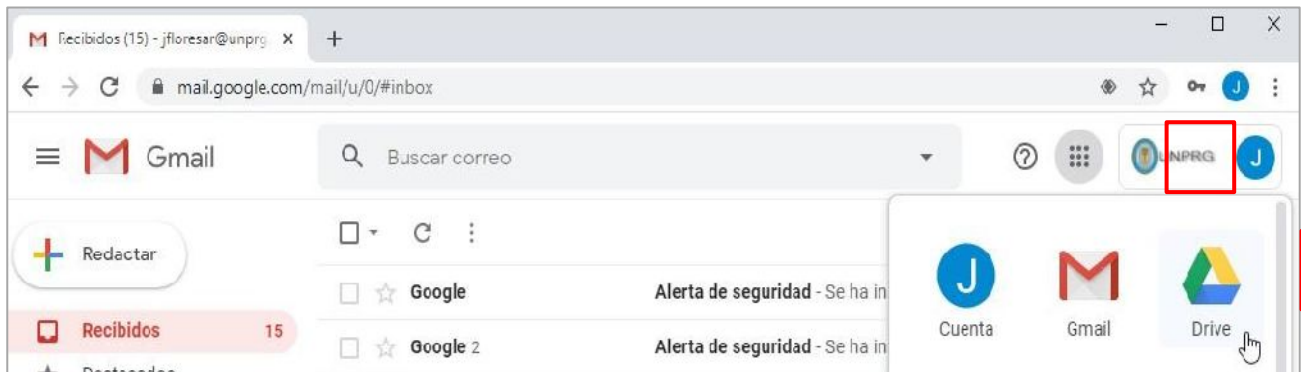 Recibidos (15) - jfloresar@unprg
mail.google.com/mail/u/0/#inbox
J
Gmail
Buscar correo
UNPRG
J
Redactar
Google
Alerta de seguridad - Se ha in
J
Cuenta
Gmail
Drive
Recibidos
15
Google 2
Alerta de seguridad - Se ha in